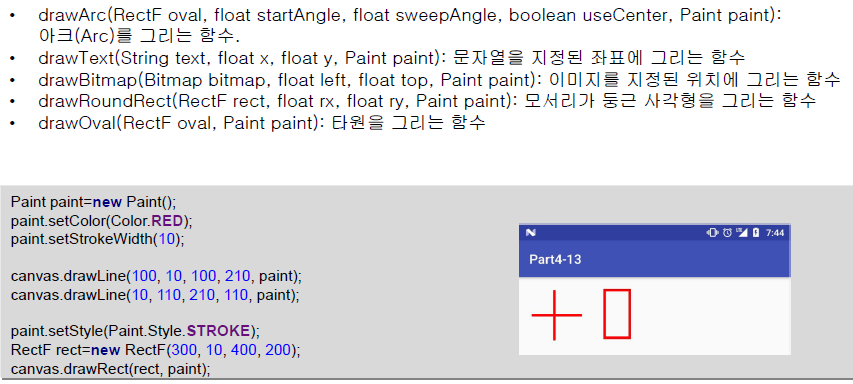 • drawArc(RectF oval, float startAngle, float sweepAngle, boolean useCenter, Paint paint):
아크(Arc)를 그리는 함수.
• drawText(String text, float x, float y, Paint paint): 문자열을 지정된 좌표에 그리는 함수
• drawBitmap(Bitmap bitmap, float left, float top, Paint paint): 이미지를 지정된 위치에 그리는 함수
• drawRoundRect(RectF rect, float rx, float ry, Paint paint): 모서리가 둥근 사각형을 그리는 함수
• drawOval(RectF oval, Paint paint): 타원을 그리는 함수
Paint paint=new Paint();
paint.setColor(Color.RED);
paint.setStrokeWidth(10);
canvas.drawLine(100, 10, 100, 210, paint);
canvas.drawLine(10, 110, 210, 110, paint);
paint.setStyle(Paint.Style.STROKE);
RectF rect=new RectF(300, 10, 400, 200);
canvas.drawRect(rect, paint);
7:44
Part4-13